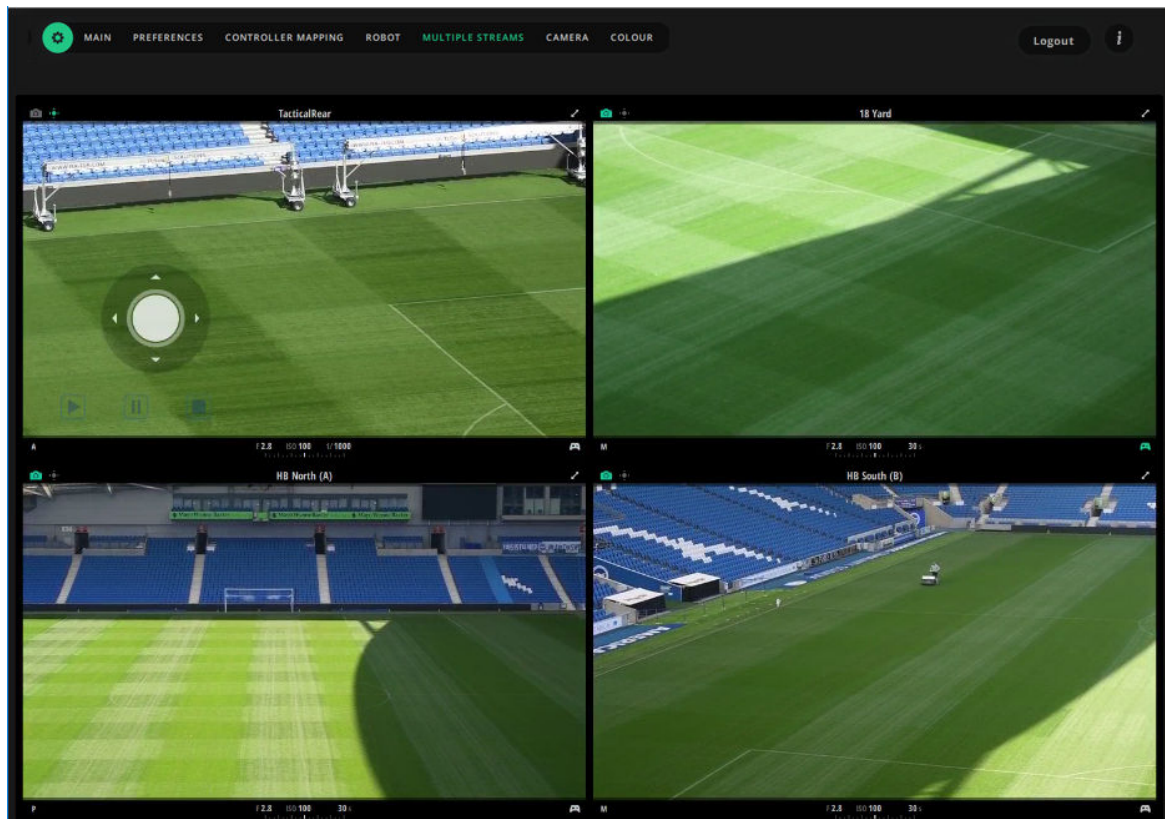 MAIN PREFERENCES CONTROLLER MAPPING ROBOT MULTIPLE STREAMS CAMERA COLOUR
Logout i
TacticalRear
A F 2.8 ISO 100 1/ 1000
18 Yard
M F 2.8 ISO 100 30 s
HB North (A)
P F 2.8 ISO 100 30 s
HB South (B)
AMERICA
M F 2.8 ISO 100 30 s